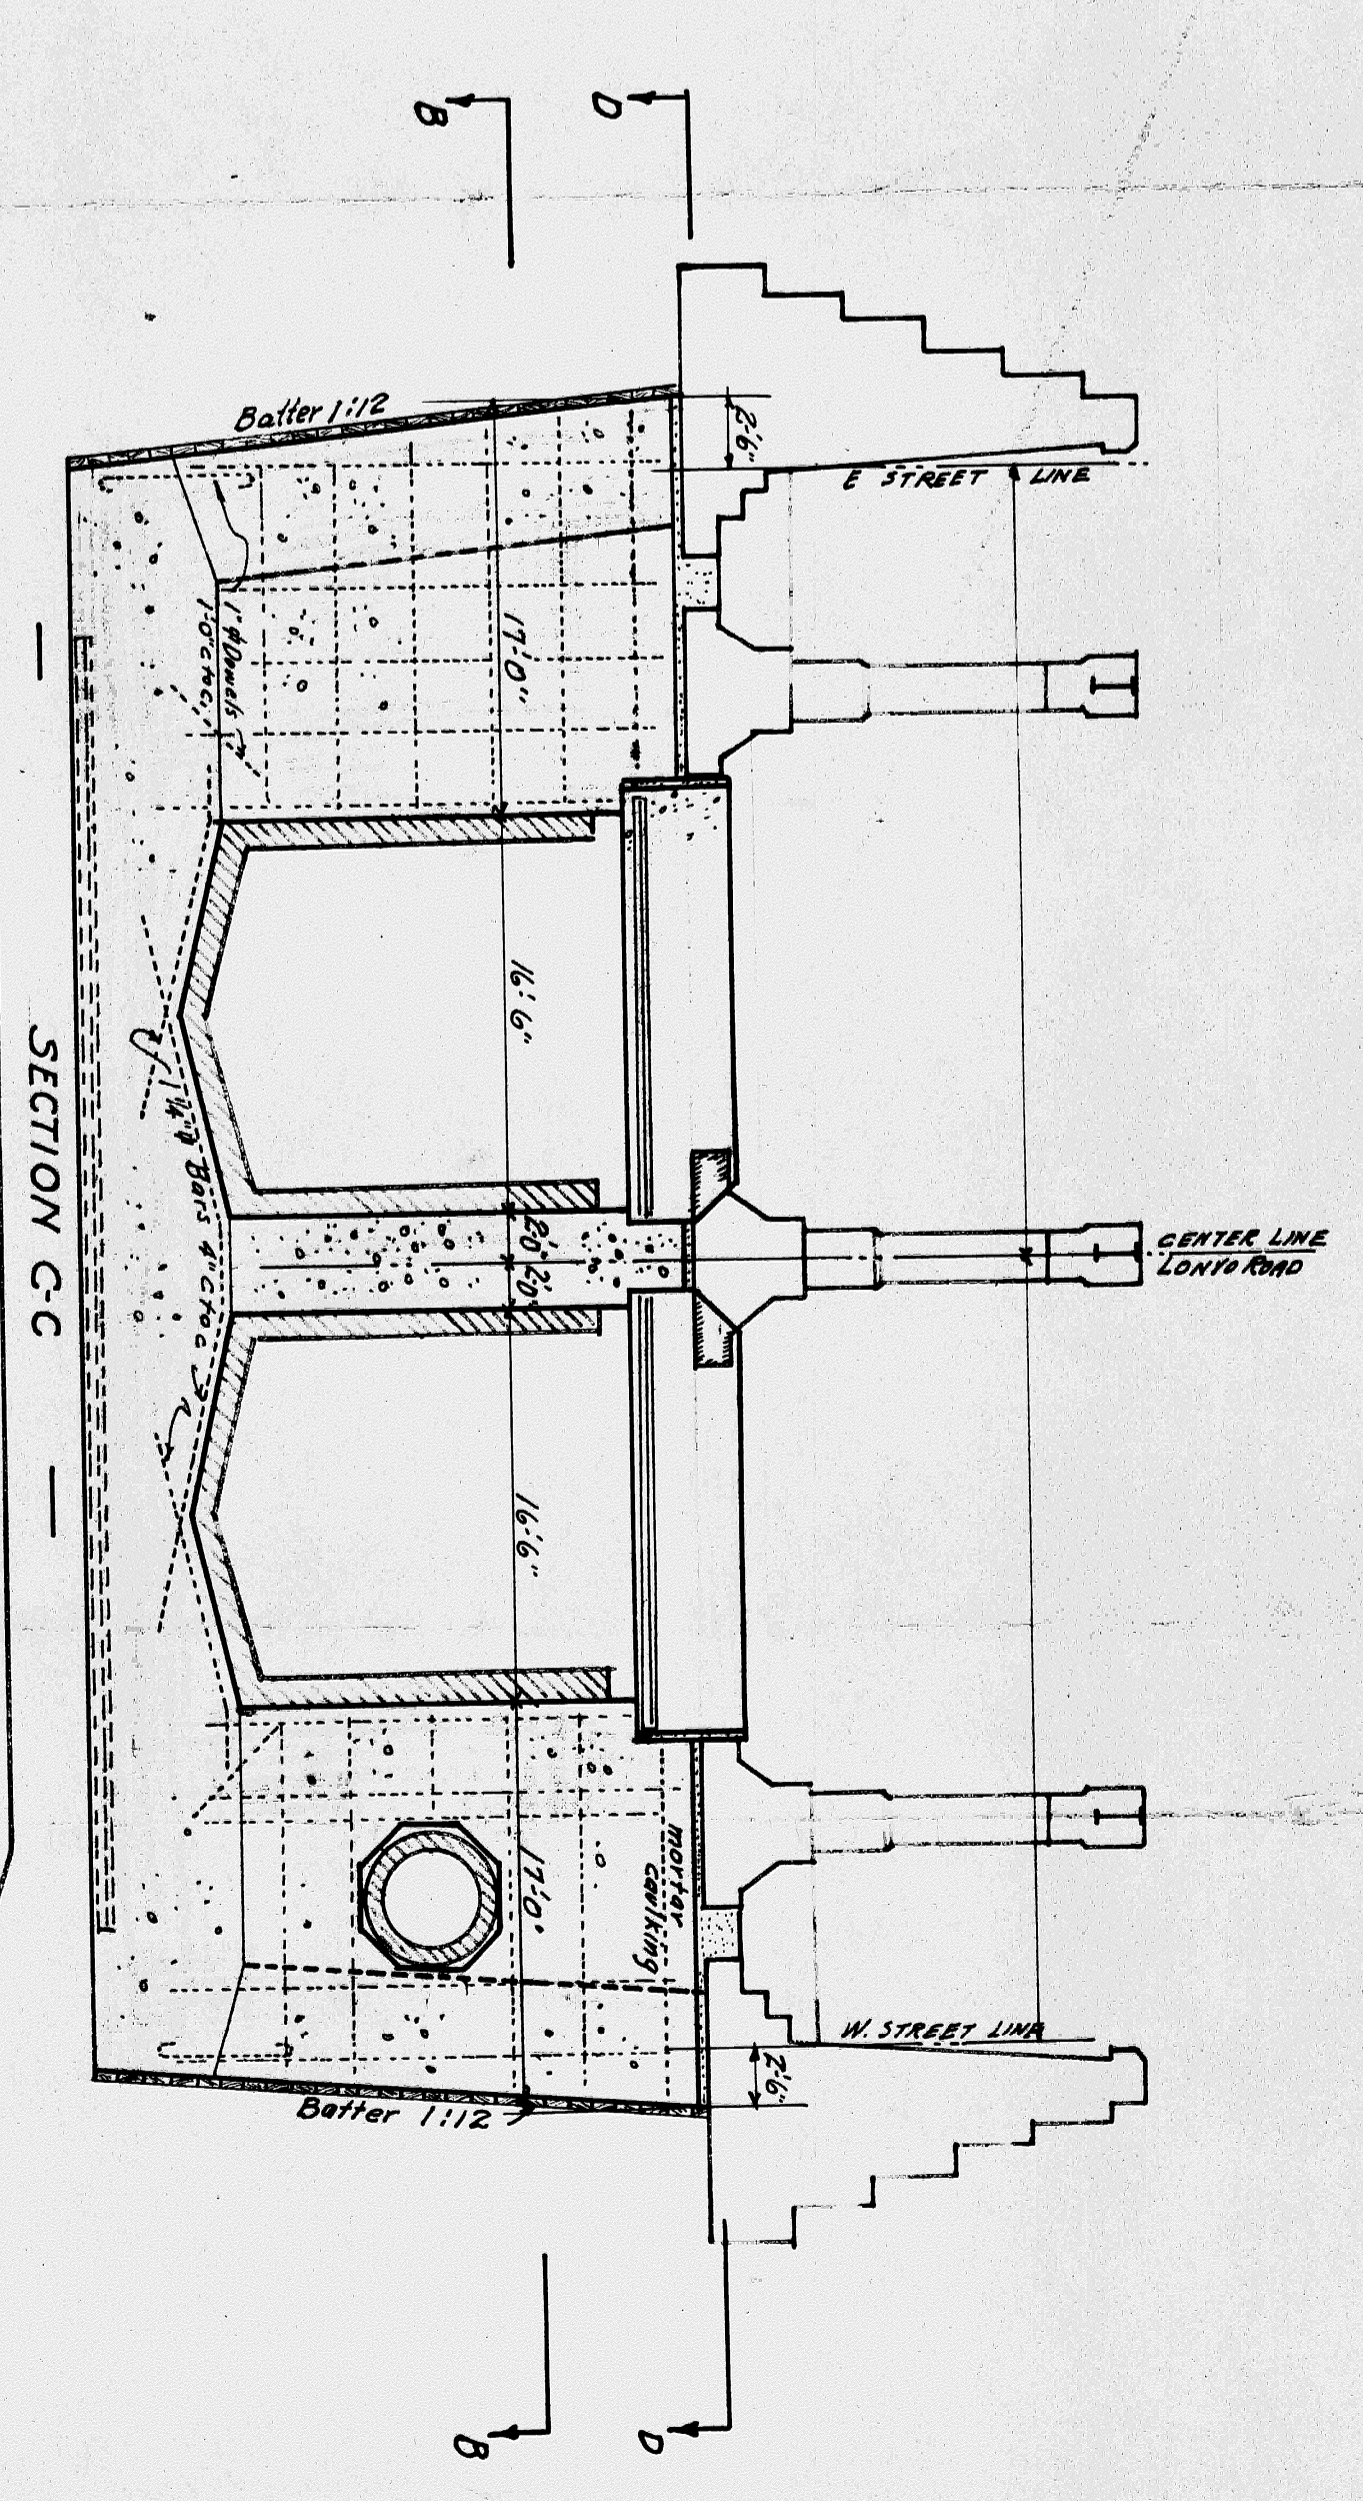 B
D
Batter 1:12
2'-6"
E STREET LINE
1"φ Dowels
1'-0" c to c
17'-0"
16'-6"
CENTER LINE
LONYO ROAD
2'-0" 2'-0"
1¼"φ Bars 4" c to c
SECTION C-C
16'-6"
mortar
caulking
17'-0"
W. STREET LINE
2'-6"
Batter 1:12
B
D